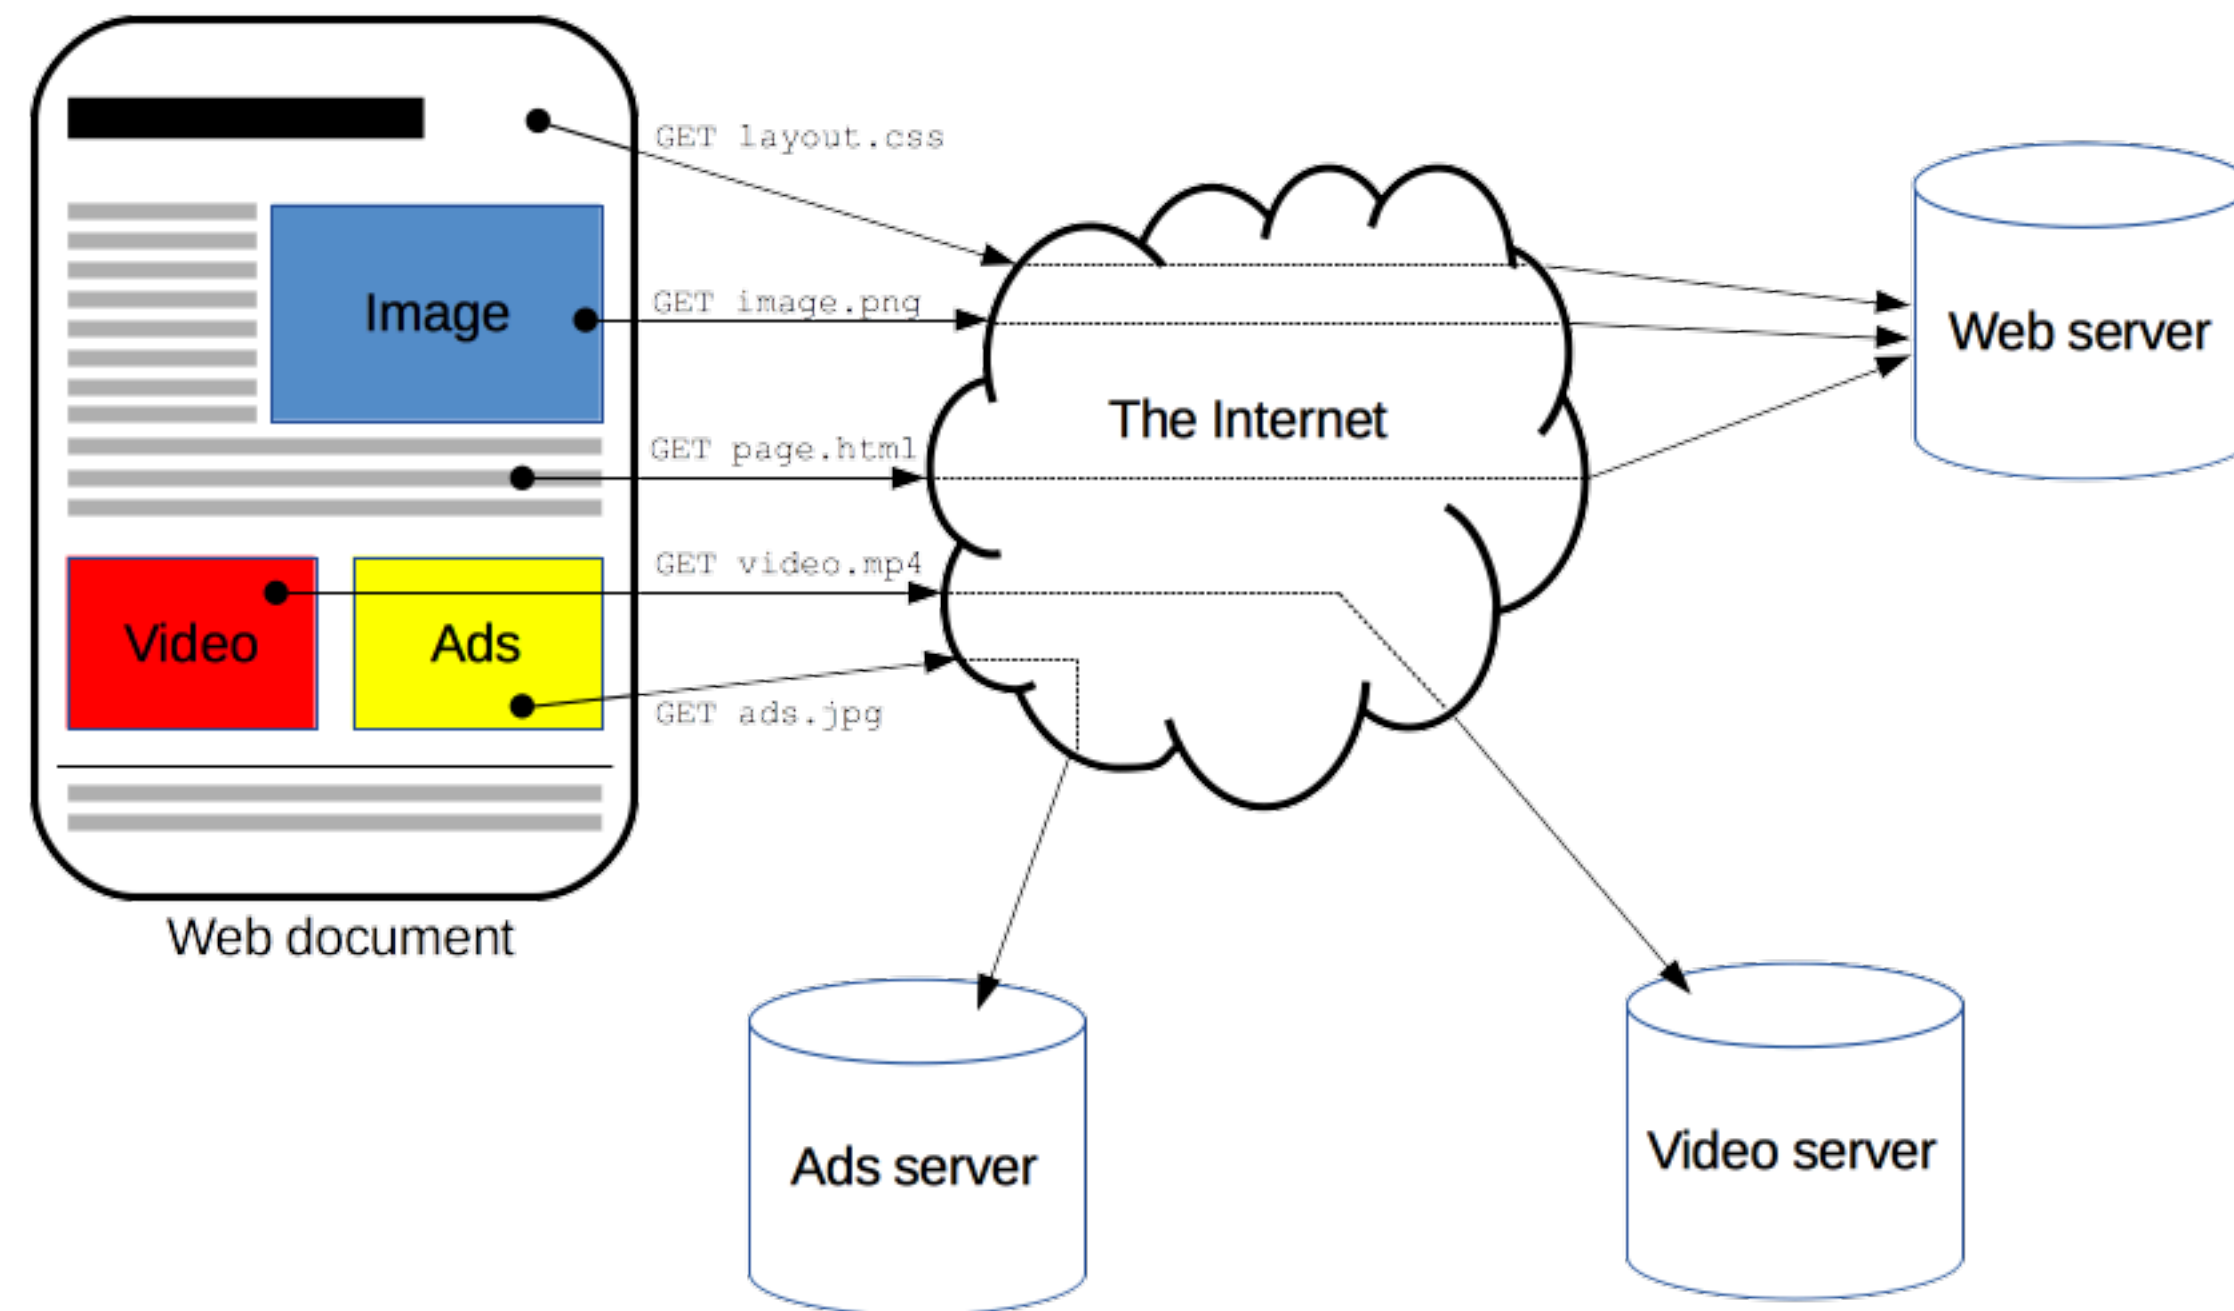 GET layout.css
Image
GET image.png
Web server
The Internet
GET page.html
GET video.mp4
Video
Ads
GET ads.jpg
Web document
Ads server
Video server